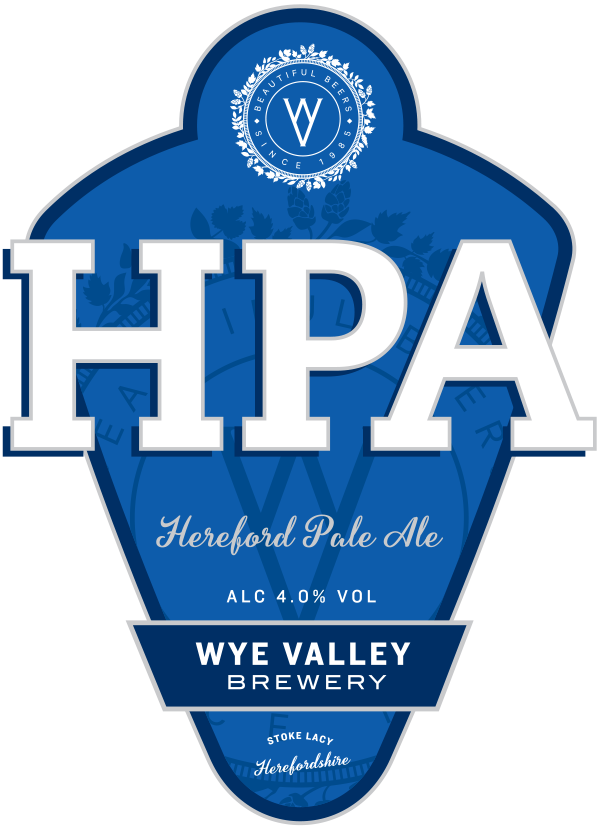 BEAUTIFUL BEERS
WV
SINCE 1985
HPA
Hereford Pale Ale
ALC 4.0% VOL
WYE VALLEY
BREWERY
STOKE LACY
Herefordshire